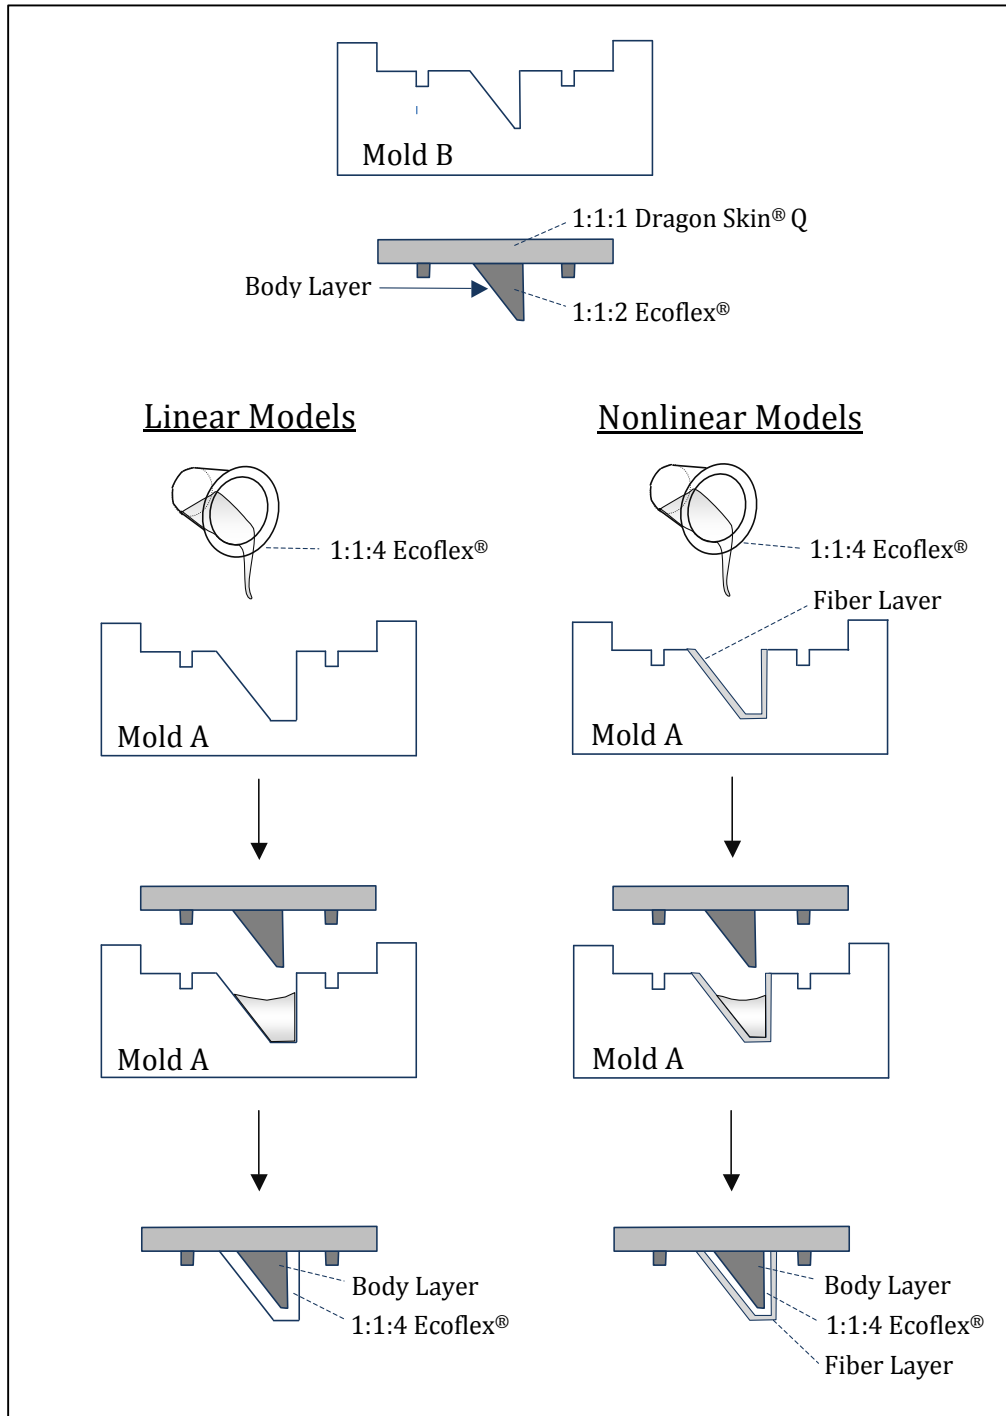 Mold B
1:1:1 Dragon Skin® Q
Body Layer
1:1:2 Ecoflex®
Linear Models
Nonlinear Models
1:1:4 Ecoflex®
1:1:4 Ecoflex®
Fiber Layer
Mold A
Mold A
Mold A
Mold A
Body Layer
1:1:4 Ecoflex®
Body Layer
1:1:4 Ecoflex®
Fiber Layer